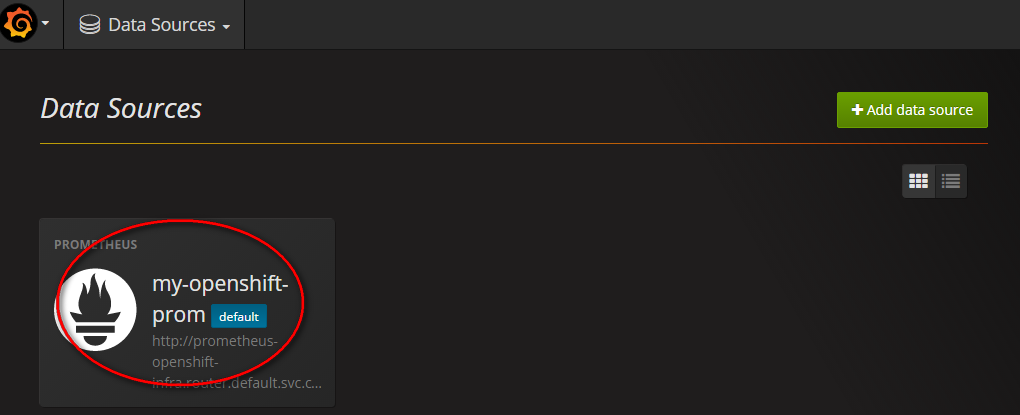 Data Sources
Data Sources
+ Add data source
PROMETHEUS
my-openshift-
prom default
http://prometheus-
openshift-
infra.router.default.svc.c...